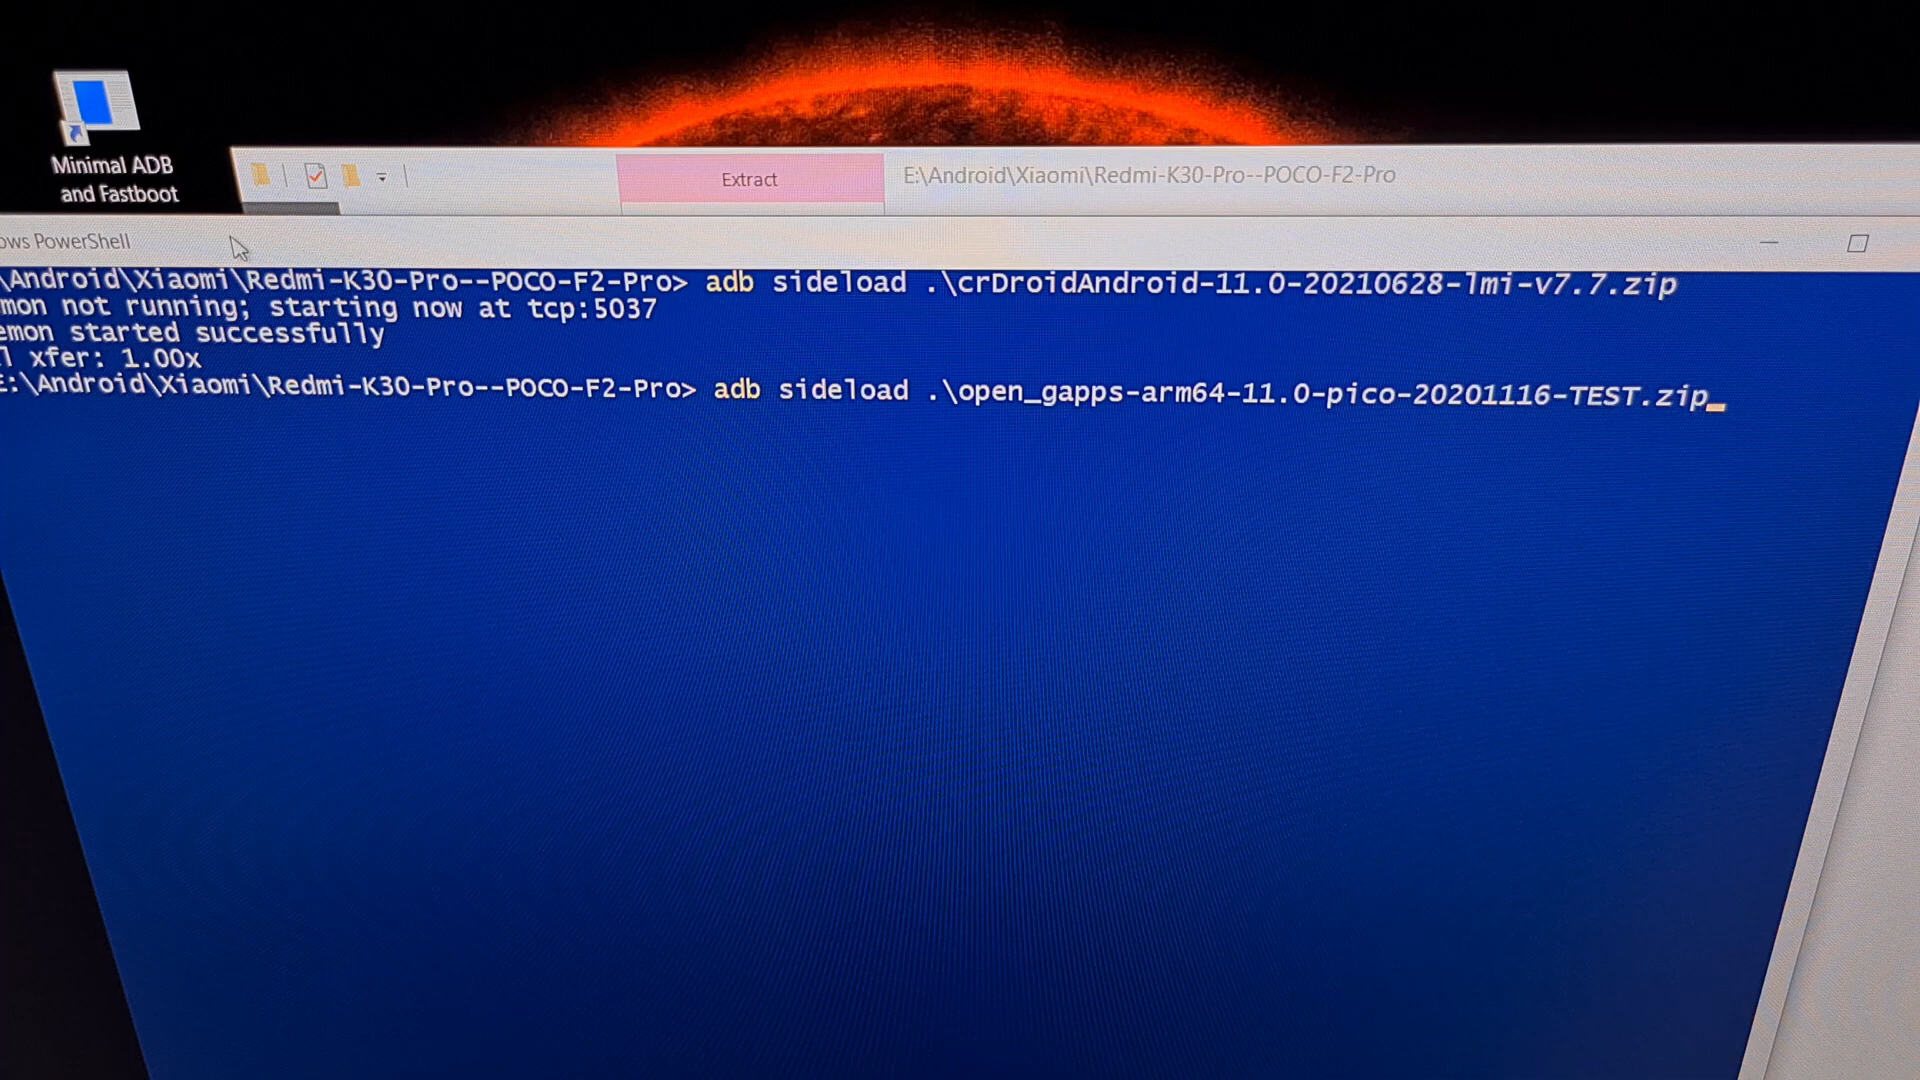 Minimal ADB
and Fastboot
Extract
E:\Android\Xiaomi\Redmi-K30-Pro--POCO-F2-Pro
ows PowerShell
\Android\Xiaomi\Redmi-K30-Pro--POCO-F2-Pro> adb sideload .\crDroidAndroid-11.0-20210628-lmi-v7.7.zip
mon not running; starting now at tcp:5037
emon started successfully
l xfer: 1.00x
E:\Android\Xiaomi\Redmi-K30-Pro--POCO-F2-Pro> adb sideload .\open_gapps-arm64-11.0-pico-20201116-TEST.zip_